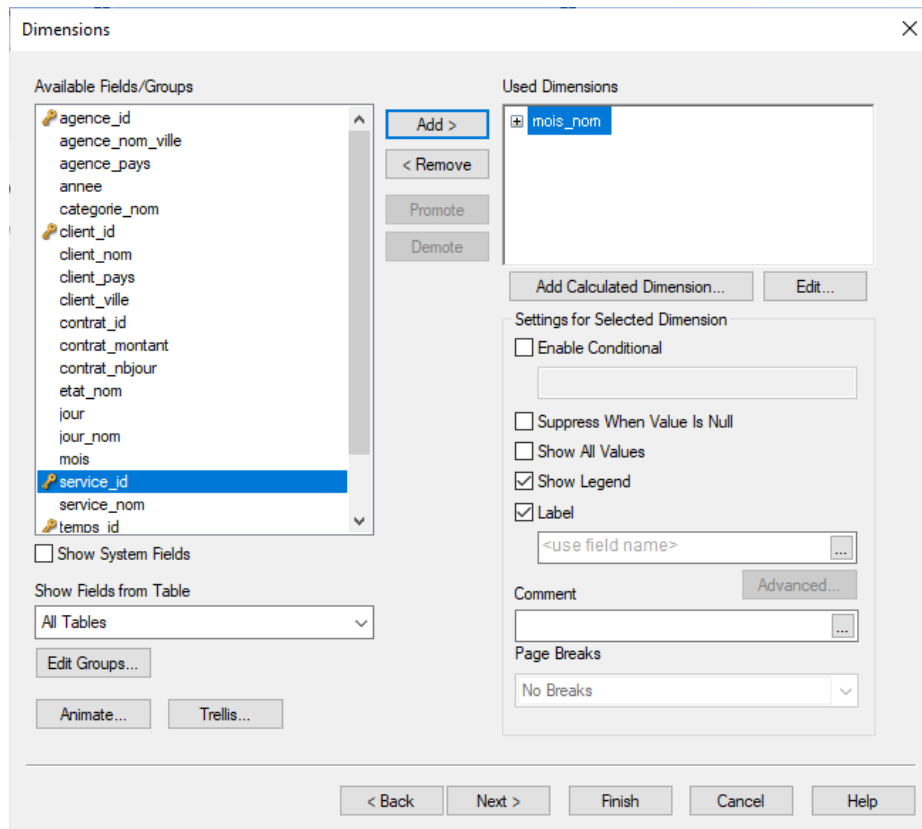 Dimensions
Available Fields/Groups
agence_id
agence_nom_ville
agence_pays
annee
categorie_nom
client_id
client_nom
client_pays
client_ville
contrat_id
contrat_montant
contrat_nbjour
etat_nom
jour
jour_nom
mois
service_id
service_nom
temps_id
Show System Fields
Show Fields from Table
All Tables
Edit Groups...
Animate...
Trellis...
Add >
< Remove
Promote
Demote
Used Dimensions
mois_nom
Add Calculated Dimension...
Edit...
Settings for Selected Dimension
Enable Conditional
Suppress When Value Is Null
Show All Values
Show Legend
Label
<use field name>
...
Advanced...
Comment
...
Page Breaks
No Breaks
< Back
Next >
Finish
Cancel
Help